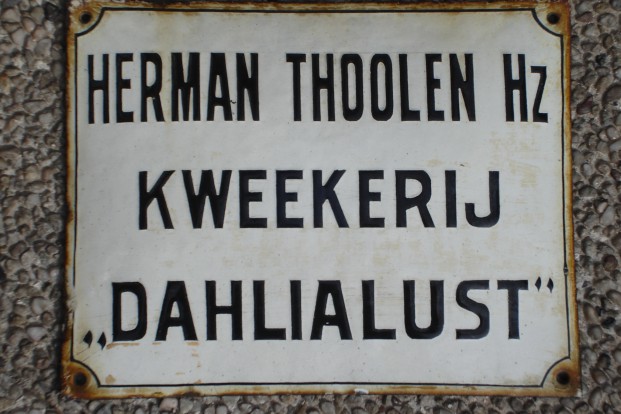 HERMAN THOOLEN Hz
KWEEKERIJ
„DAHLIALUST“